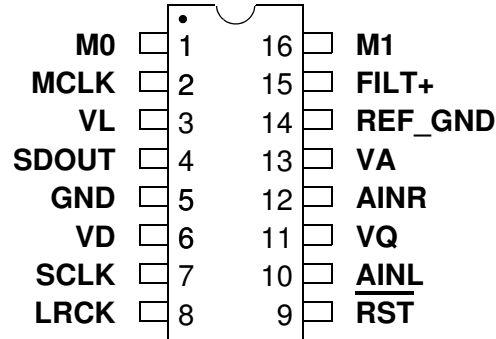 M0 1 16 M1
MCLK 2 15 FILT+
VL 3 14 REF_GND
SDOUT 4 13 VA
GND 5 12 AINR
VD 6 11 VQ
SCLK 7 10 AINL
LRCK 8 9 RST